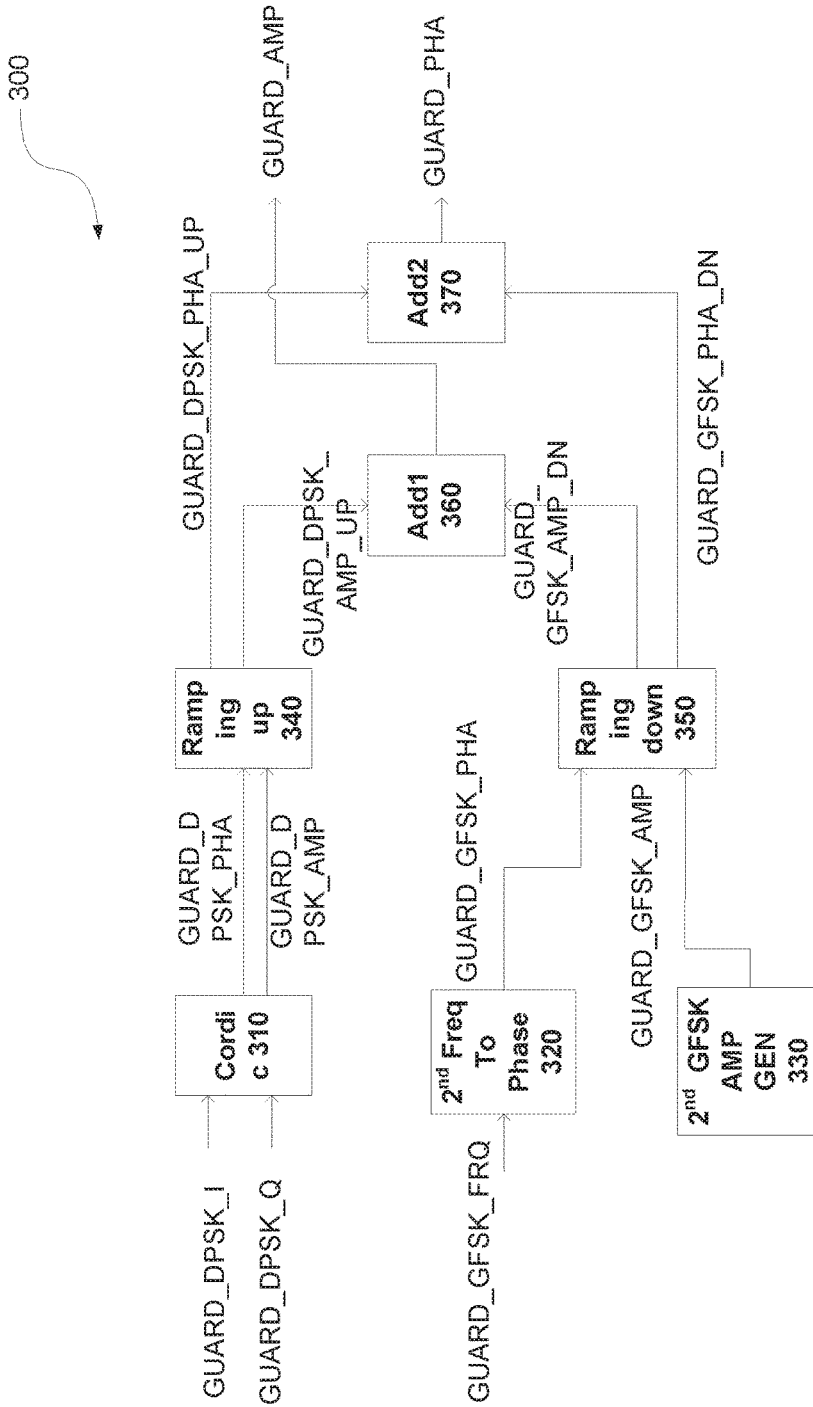 300
GUARD_DPSK_I
GUARD_DPSK_Q
Cordi
c 310
GUARD_D
PSK_PHA
GUARD_D
PSK_AMP
Ramp
ing
up
340
GUARD_DPSK_PHA_UP
GUARD_DPSK_
AMP_UP
GUARD_AMP
Add1
360
Add2
370
GUARD_PHA
GUARD_GFSK_FRQ
2nd Freq
To
Phase
320
GUARD_GFSK_PHA
2nd GFSK
AMP
GEN
330
GUARD_GFSK_AMP
Ramp
ing
down
350
GUARD_
GFSK_AMP_DN
GUARD_GFSK_PHA_DN